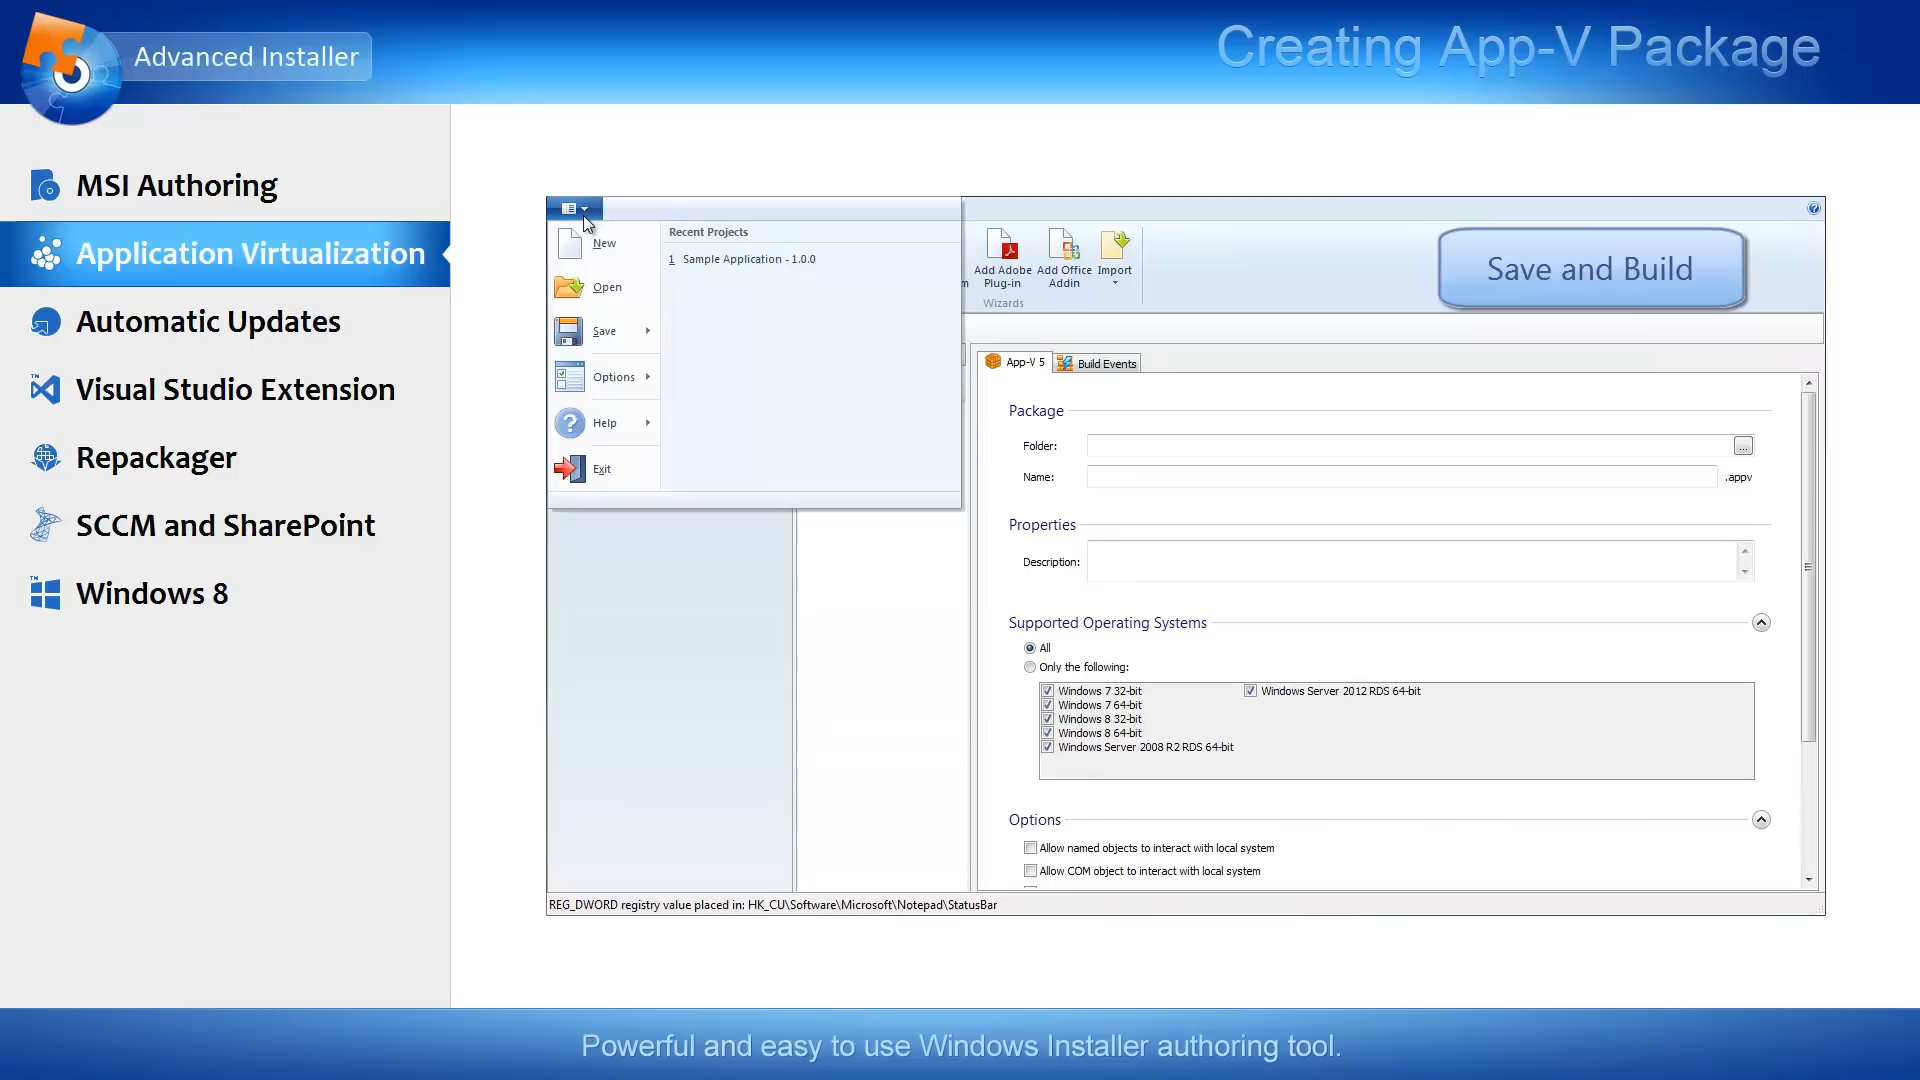 Advanced Installer
Creating App-V Package
MSI Authoring
Application Virtualization
Automatic Updates
Visual Studio Extension
Repackager
SCCM and SharePoint
Windows 8
New
Open
Save
Options
Help
Exit
Recent Projects
1 Sample Application - 1.0.0
Add Adobe
Plug-in
Add Office
Addin
Import
Wizards
Save and Build
App-V 5
Build Events
Package
Folder:
...
Name:
.appv
Properties
Description:
Supported Operating Systems
All
Only the following:
Windows 7 32-bit
Windows Server 2012 RDS 64-bit
Windows 7 64-bit
Windows 8 32-bit
Windows 8 64-bit
Windows Server 2008 R2 RDS 64-bit
Options
Allow named objects to interact with local system
Allow COM object to interact with local system
REG_DWORD registry value placed in: HK_CU\Software\Microsoft\Notepad\StatusBar
Powerful and easy to use Windows Installer authoring tool.